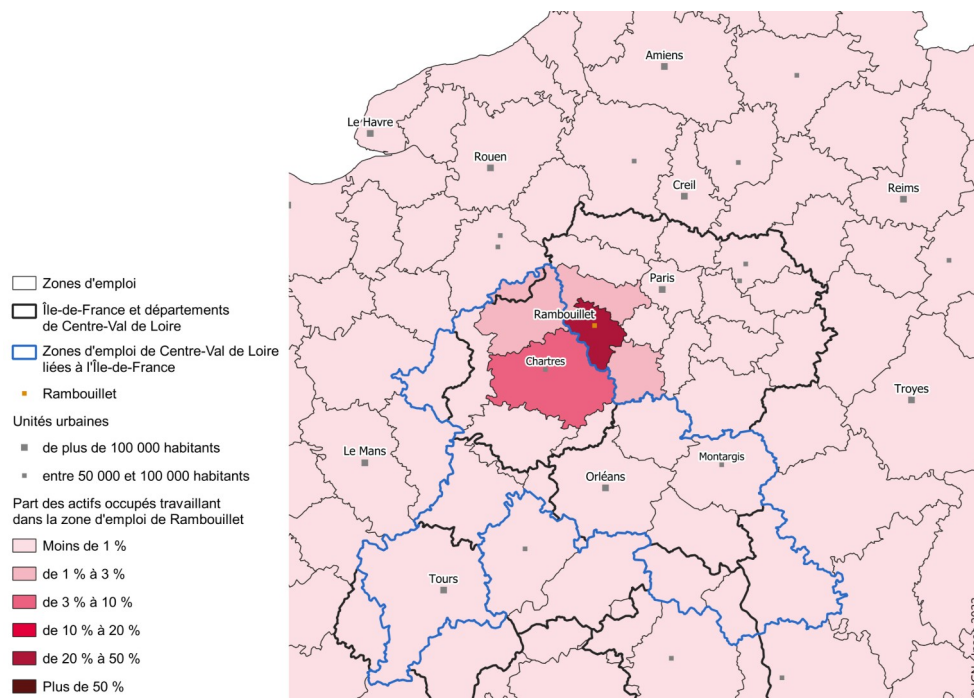 Amiens
Le Havre
Rouen
Creil
Reims
Paris
Rambouillet
Chartres
Troyes
Le Mans
Montargis
Orléans
Tours
Zones d'emploi
Île-de-France et départements
de Centre-Val de Loire
Zones d'emploi de Centre-Val de Loire
liées à l'Île-de-France
Rambouillet
Unités urbaines
de plus de 100 000 habitants
entre 50 000 et 100 000 habitants
Part des actifs occupés travaillant
dans la zone d'emploi de Rambouillet
Moins de 1 %
de 1 % à 3 %
de 3 % à 10 %
de 10 % à 20 %
de 20 % à 50 %
Plus de 50 %